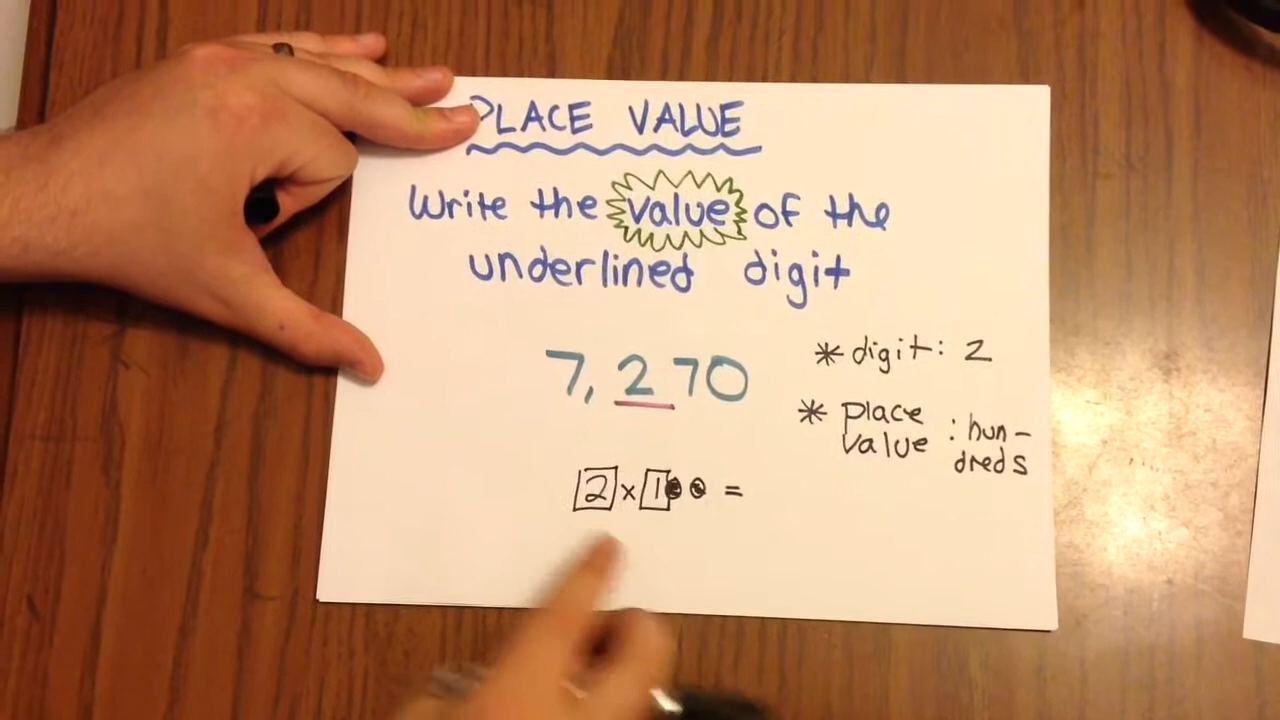 PLACE VALUE
Write the value of the
underlined digit
7,270
* digit: 2
* Place
Value : hun-
dreds
2 x 100 =